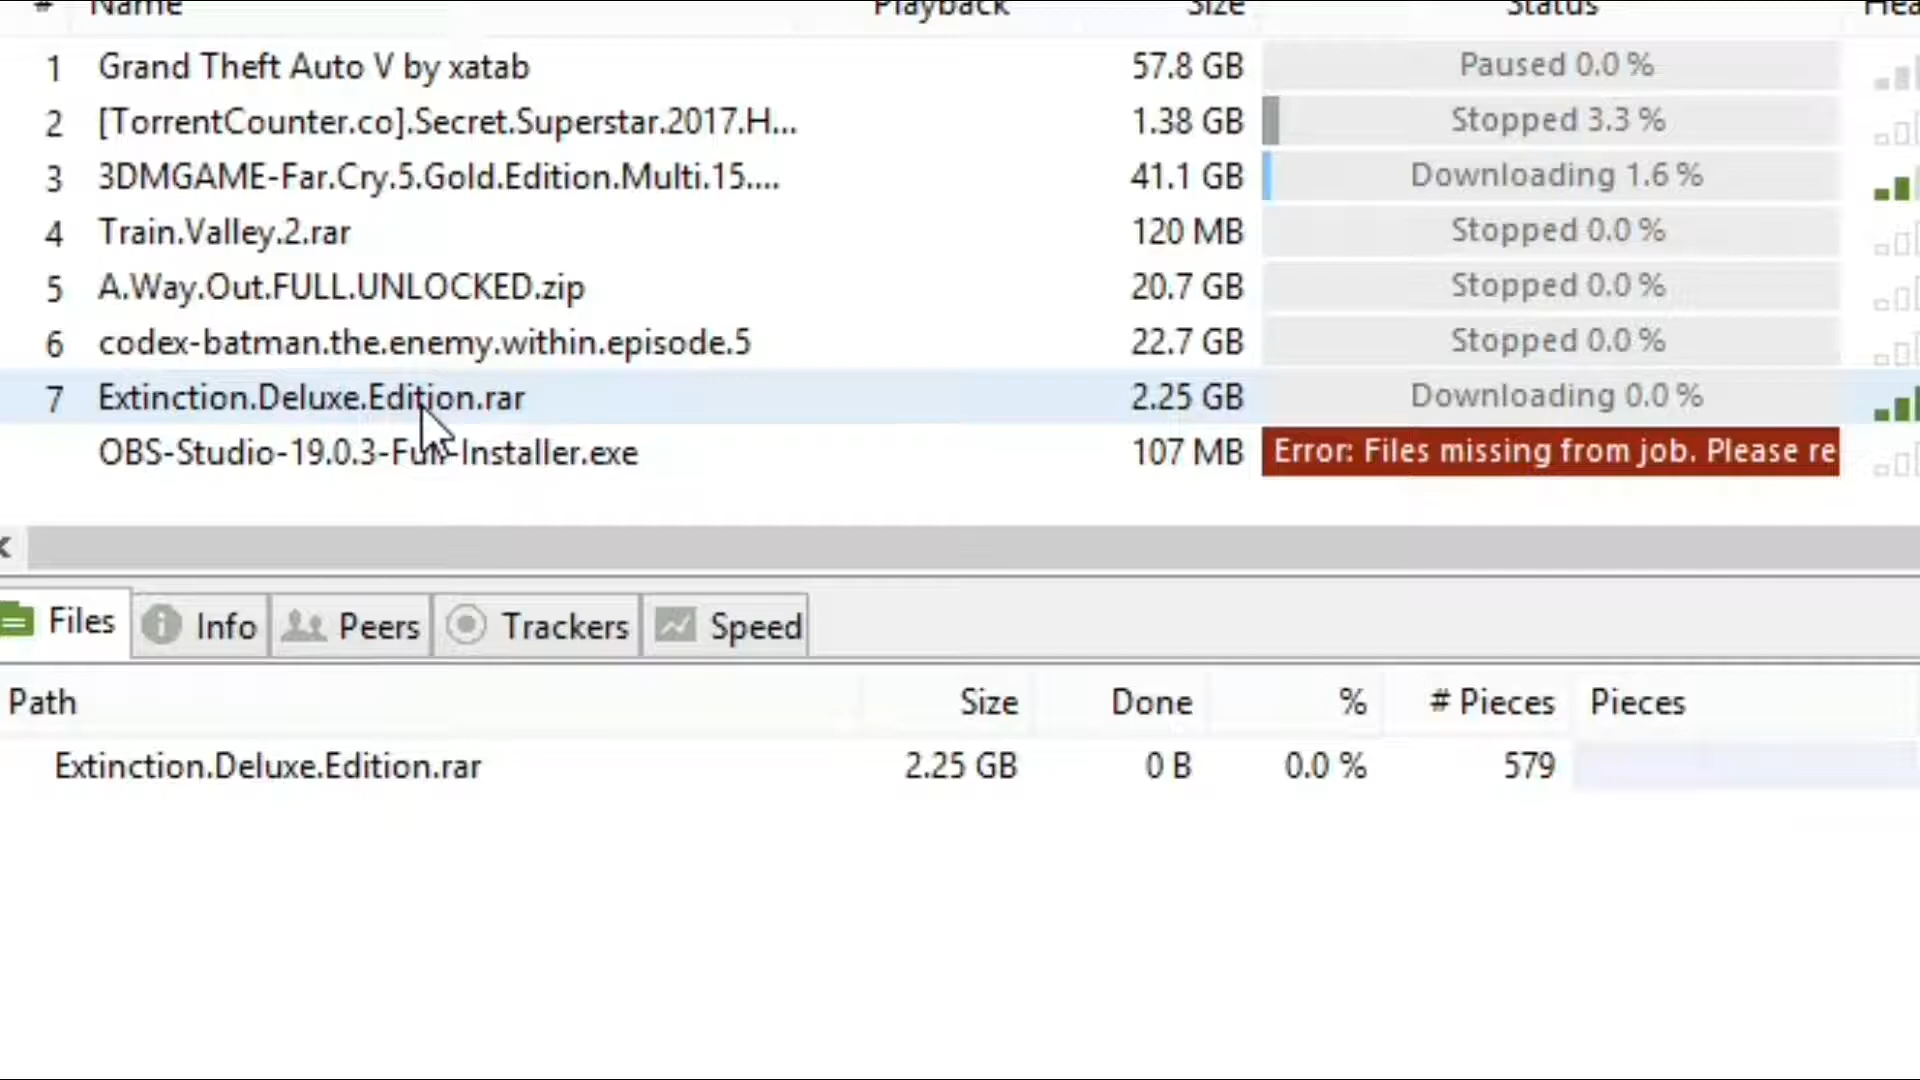 # Name Playback Size Status Hea
1 Grand Theft Auto V by xatab 57.8 GB Paused 0.0 %
2 [TorrentCounter.co].Secret.Superstar.2017.H... 1.38 GB Stopped 3.3 %
3 3DMGAME-Far.Cry.5.Gold.Edition.Multi.15.... 41.1 GB Downloading 1.6 %
4 Train.Valley.2.rar 120 MB Stopped 0.0 %
5 A.Way.Out.FULL.UNLOCKED.zip 20.7 GB Stopped 0.0 %
6 codex-batman.the.enemy.within.episode.5 22.7 GB Stopped 0.0 %
7 Extinction.Deluxe.Edition.rar 2.25 GB Downloading 0.0 %
OBS-Studio-19.0.3-Full-Installer.exe 107 MB Error: Files missing from job. Please re
Files Info Peers Trackers Speed
Path Size Done % # Pieces Pieces
Extinction.Deluxe.Edition.rar 2.25 GB 0 B 0.0 % 579